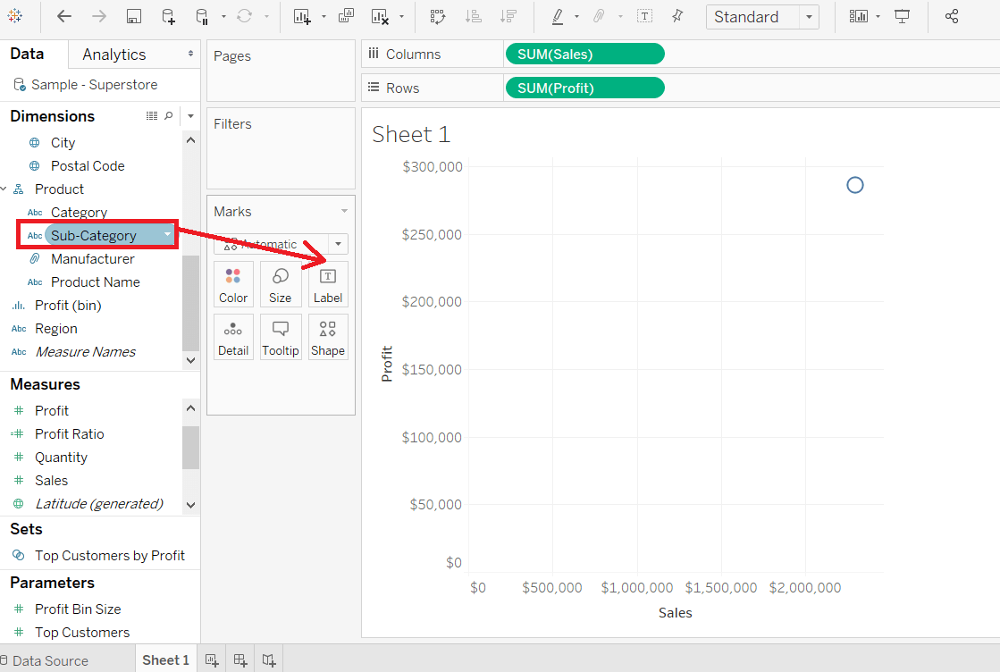 Standard
Data
Analytics
Sample - Superstore
Dimensions
City
Postal Code
Product
Abc Category
Abc Sub-Category
Manufacturer
Abc Product Name
Profit (bin)
Abc Region
Abc Measure Names
Measures
Profit
Profit Ratio
Quantity
Sales
Latitude (generated)
Sets
Top Customers by Profit
Parameters
Profit Bin Size
Top Customers
Pages
Filters
Marks
Automatic
Color
Size
T
Label
Detail
Tooltip
Shape
Columns
SUM(Sales)
Rows
SUM(Profit)
Sheet 1
$300,000
$250,000
$200,000
$150,000
$100,000
$50,000
$0
Profit
$0 $500,000 $1,000,000 $1,500,000 $2,000,000
Sales
Data Source
Sheet 1